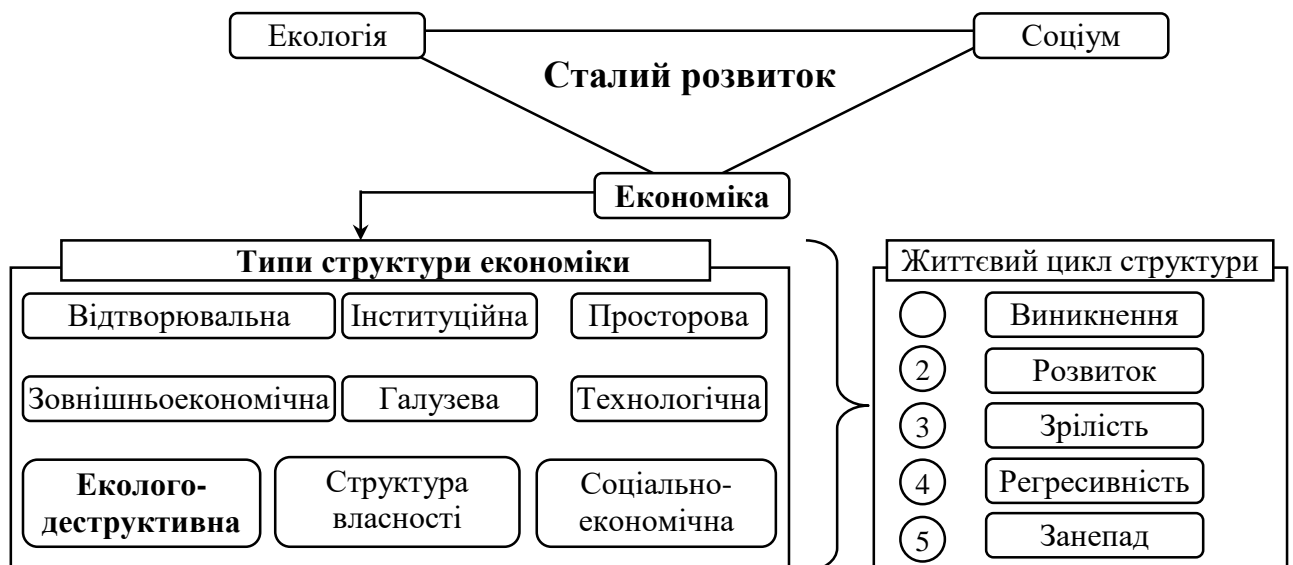 Екологія
Соціум
Сталий розвиток
Економіка
Типи структури економіки
Відтворювальна
Інституційна
Просторова
Зовнішньоекономічна
Галузева
Технологічна
Еколого-
деструктивна
Структура
власності
Соціально-
економічна
Життєвий цикл структури
Виникнення
2
Розвиток
3
Зрілість
4
Регресивність
5
Занепад